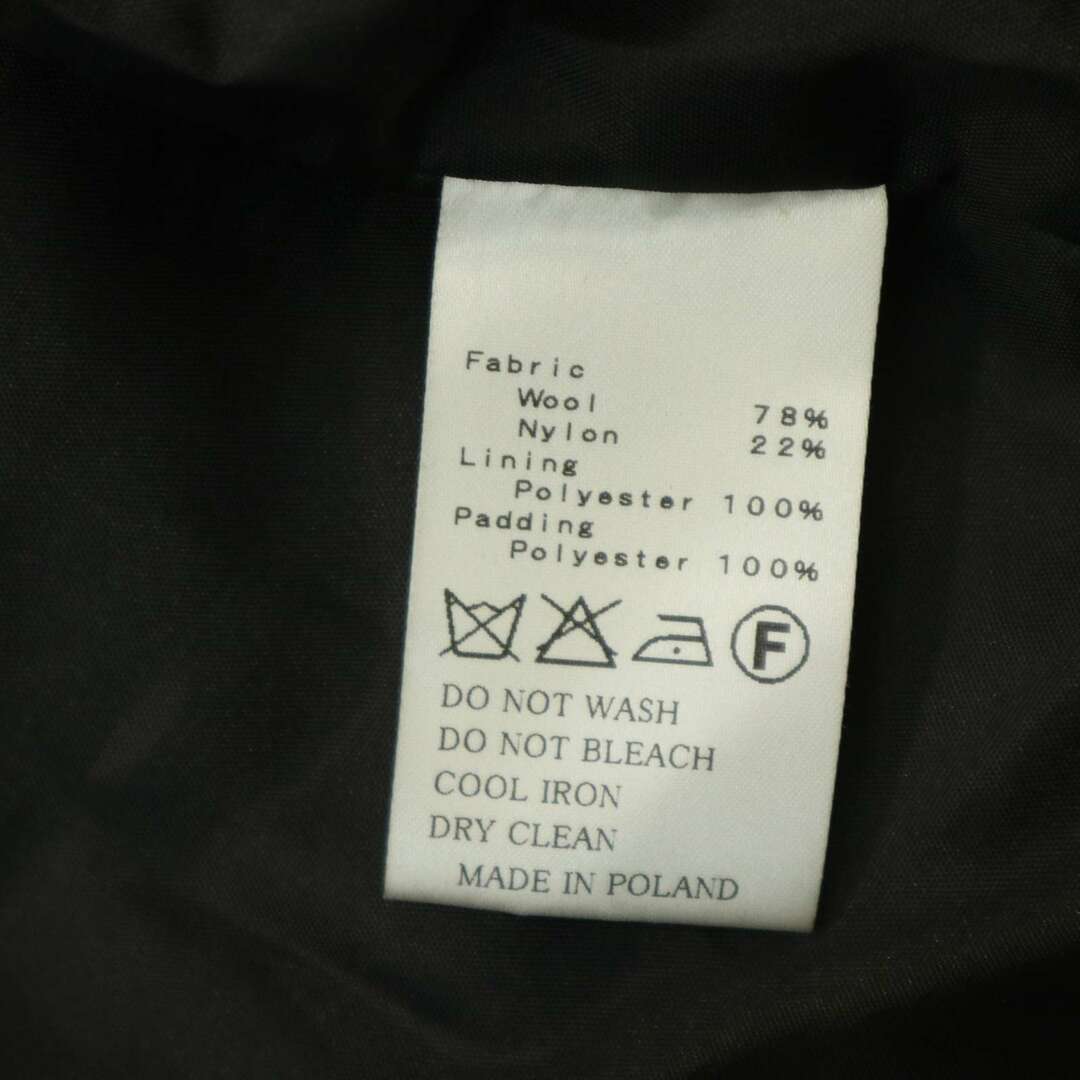 Fabric
Wool 78%
Nylon 22%
Lining
Polyester 100%
Padding
Polyester 100%
F
DO NOT WASH
DO NOT BLEACH
COOL IRON
DRY CLEAN
MADE IN POLAND